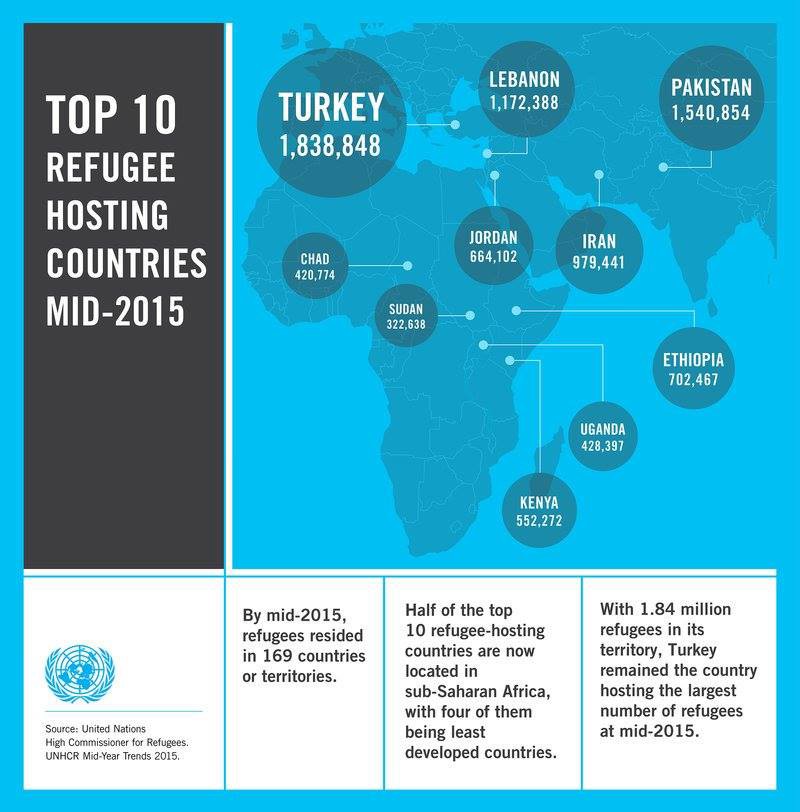 TOP 10
REFUGEE
HOSTING
COUNTRIES
MID-2015
TURKEY
1,838,848
LEBANON
1,172,388
PAKISTAN
1,540,854
JORDAN
664,102
IRAN
979,441
CHAD
420,774
SUDAN
322,638
ETHIOPIA
702,467
UGANDA
428,397
KENYA
552,272
Source: United Nations
High Commissioner for Refugees.
UNHCR Mid-Year Trends 2015.
By mid-2015,
refugees resided
in 169 countries
or territories.
Half of the top
10 refugee-hosting
countries are now
located in
sub-Saharan Africa,
with four of them
being least
developed countries.
With 1.84 million
refugees in its
territory, Turkey
remained the country
hosting the largest
number of refugees
at mid-2015.